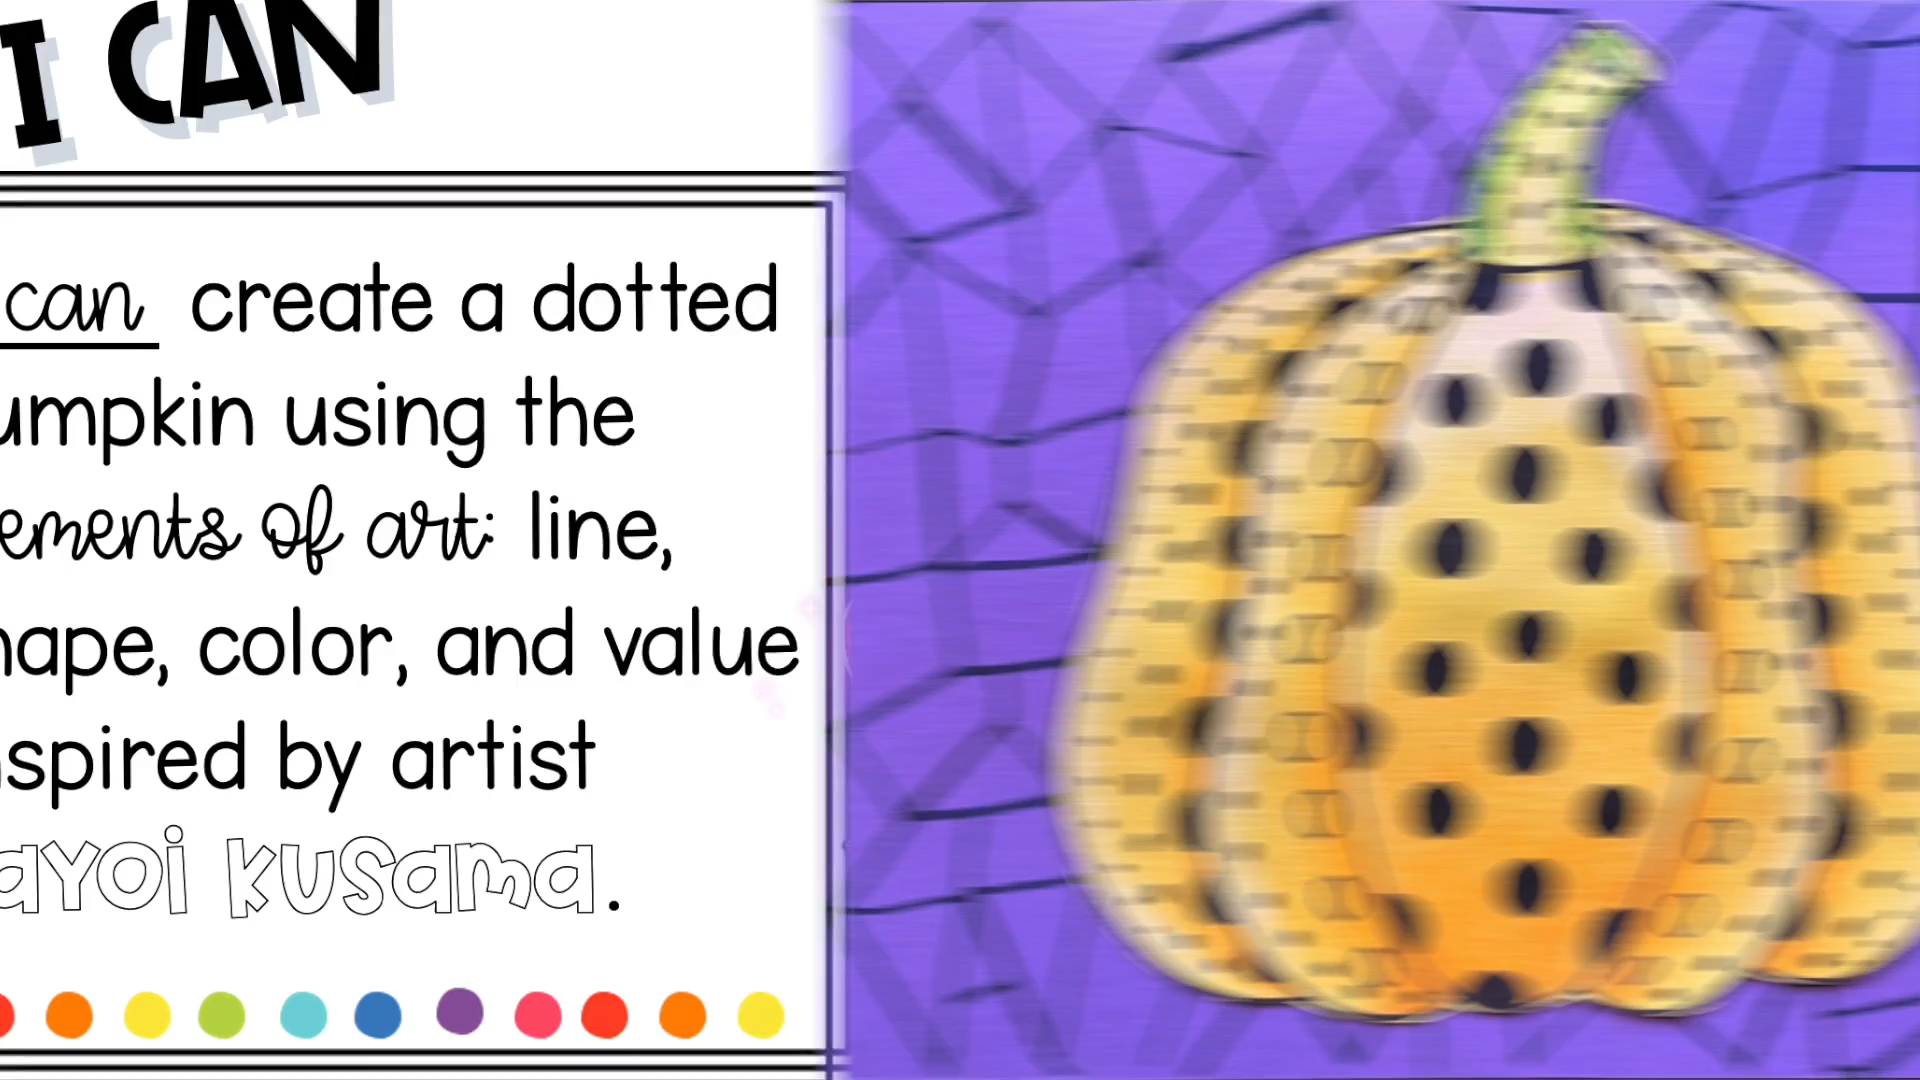 I CAN
can create a dotted
umpkin using the
ements of art: line,
hape, color, and value
nspired by artist
ayoi Kusama.